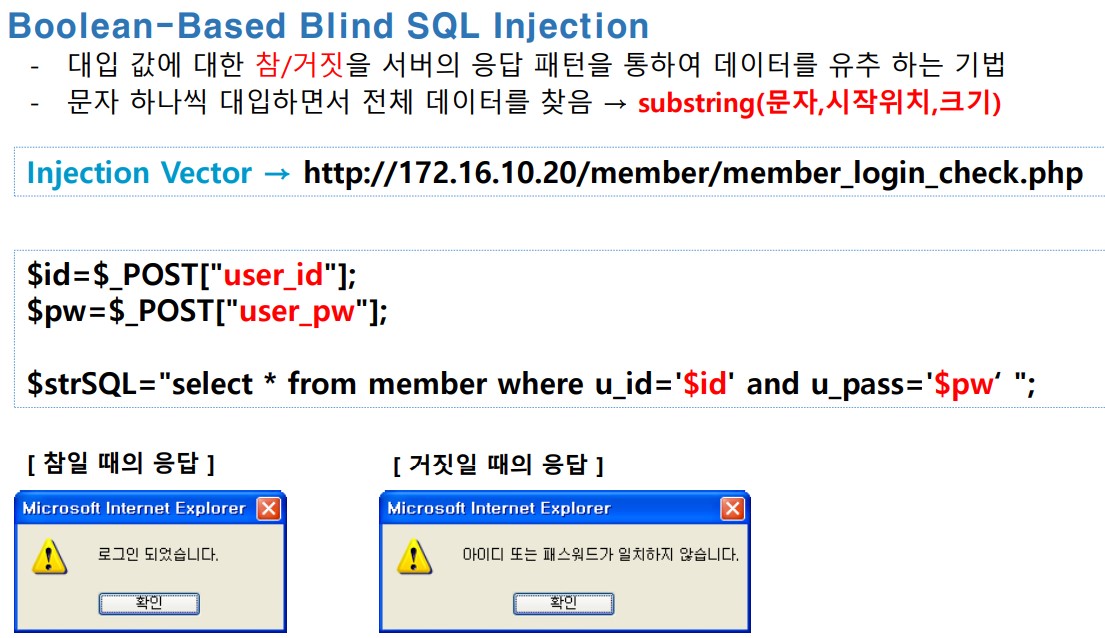 Boolean-Based Blind SQL Injection
- 대입 값에 대한 참/거짓을 서버의 응답 패턴을 통하여 데이터를 유추 하는 기법
- 문자 하나씩 대입하면서 전체 데이터를 찾음 → substring(문자,시작위치,크기)
Injection Vector → http://172.16.10.20/member/member_login_check.php
$id=$_POST["user_id"];
$pw=$_POST["user_pw"];
$strSQL="select * from member where u_id='$id' and u_pass='$pw‘ ";
[ 참일 때의 응답 ]
[ 거짓일 때의 응답 ]
Microsoft Internet Explorer
로그인 되었습니다.
확인
Microsoft Internet Explorer
아이디 또는 패스워드가 일치하지 않습니다.
확인